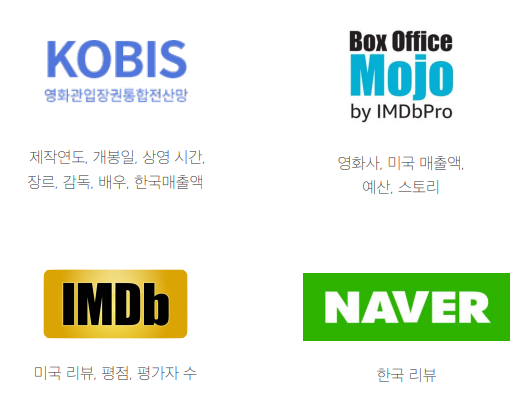 KOBIS
영화관입장권통합전산망
제작연도, 개봉일, 상영 시간,
장르, 감독, 배우, 한국매출액
Box Office
Mojo
by IMDbPro
영화사, 미국 매출액,
예산, 스토리
IMDb
미국 리뷰, 평점, 평가자 수
NAVER
한국 리뷰